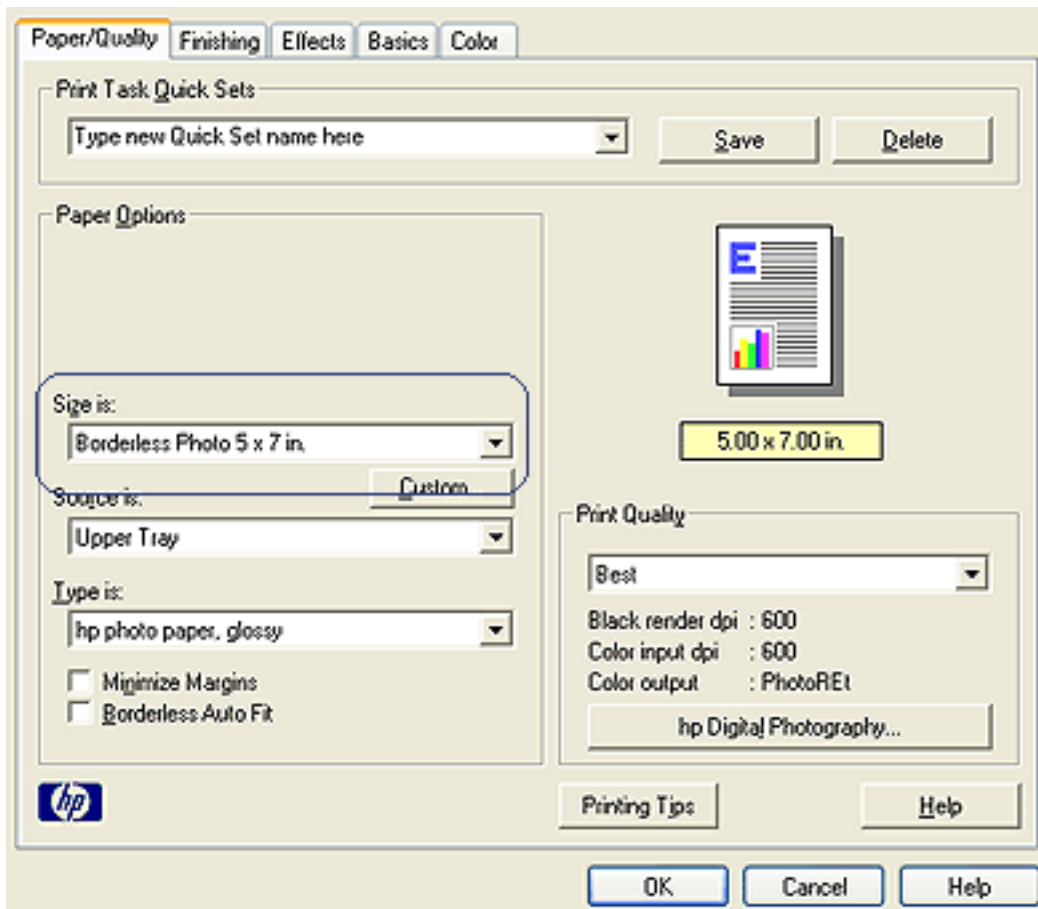 Paper/Quality Finishing Effects Basics Color
Print Task Quick Sets
Type new Quick Set name here Save Delete
Paper Options
E
Size is:
Borderless Photo 5 x 7 in.
5.00 x 7.00 in.
Custom...
Source is:
Upper Tray
Type is:
hp photo paper, glossy
Minimize Margins
Borderless Auto Fit
Print Quality
Best
Black render dpi : 600
Color input dpi : 600
Color output : PhotoREt
hp Digital Photography...
hp
Printing Tips Help
OK Cancel Help